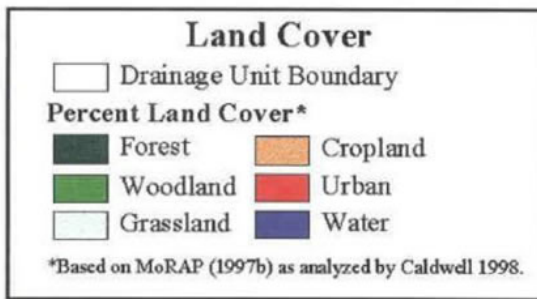 Land Cover
Drainage Unit Boundary
Percent Land Cover*
Forest Cropland
Woodland Urban
Grassland Water
*Based on MoRAP (1997b) as analyzed by Caldwell 1998.